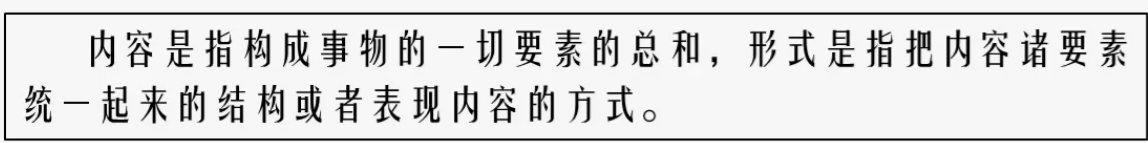 内容是指构成事物的一切要素的总和，形式是指把内容诸要素
统一起来的结构或者表现内容的方式。